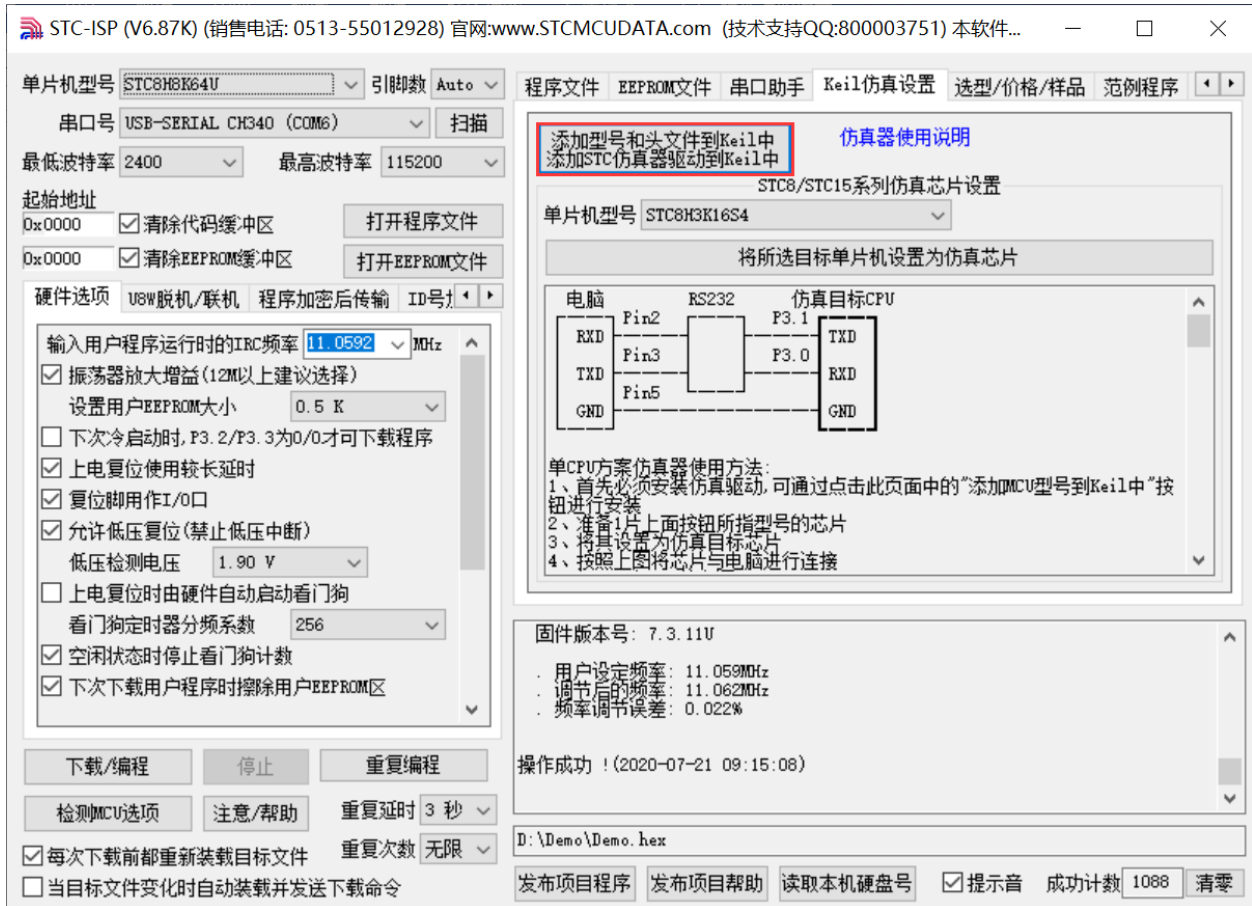 STC-ISP (V6.87K) (销售电话: 0513-55012928) 官网:www.STCMCUDATA.com (技术支持QQ:800003751) 本软件...
单片机型号 STC8H8K64U 引脚数 Auto
串口号 USB-SERIAL CH340 (COM6) 扫描
最低波特率 2400 最高波特率 115200
起始地址
0x0000 清除代码缓冲区 打开程序文件
0x0000 清除EEPROM缓冲区 打开EEPROM文件
硬件选项 U8W脱机/联机 程序加密后传输 ID号
输入用户程序运行时的IRC频率 11.0592 MHz
振荡器放大增益(12M以上建议选择)
设置用户EEPROM大小 0.5 K
下次冷启动时,P3.2/P3.3为0/0才可下载程序
上电复位使用较长延时
复位脚用作I/O口
允许低压复位(禁止低压中断)
低压检测电压 1.90 V
上电复位时由硬件自动启动看门狗
看门狗定时器分频系数 256
空闲状态时停止看门狗计数
下次下载用户程序时擦除用户EEPROM区
下载/编程 停止 重复编程
检测MCU选项 注意/帮助 重复延时 3 秒
重复次数 无限
每次下载前都重新装载目标文件
当目标文件变化时自动装载并发送下载命令
程序文件 EEPROM文件 串口助手 Keil仿真设置 选型/价格/样品 范例程序
添加型号和头文件到Keil中
添加STC仿真器驱动到Keil中
仿真器使用说明
STC8/STC15系列仿真芯片设置
单片机型号 STC8H3K16S4
将所选目标单片机设置为仿真芯片
电脑 RS232 仿真目标CPU
Pin2 P3.1
RXD TXD
Pin3 P3.0
TXD RXD
Pin5
GND GND
单CPU方案仿真器使用方法:
1、首先必须安装仿真驱动,可通过点击此页面中的"添加MCU型号到Keil中"按
钮进行安装
2、准备1片上面按钮所指型号的芯片
3、将其设置为仿真目标芯片
4、按照上图将芯片与电脑进行连接
固件版本号: 7.3.11U
. 用户设定频率: 11.059MHz
. 调节后的频率: 11.062MHz
. 频率调节误差: 0.022%
操作成功 !(2020-07-21 09:15:08)
D:\Demo\Demo.hex
发布项目程序 发布项目帮助 读取本机硬盘号 提示音 成功计数 1088 清零